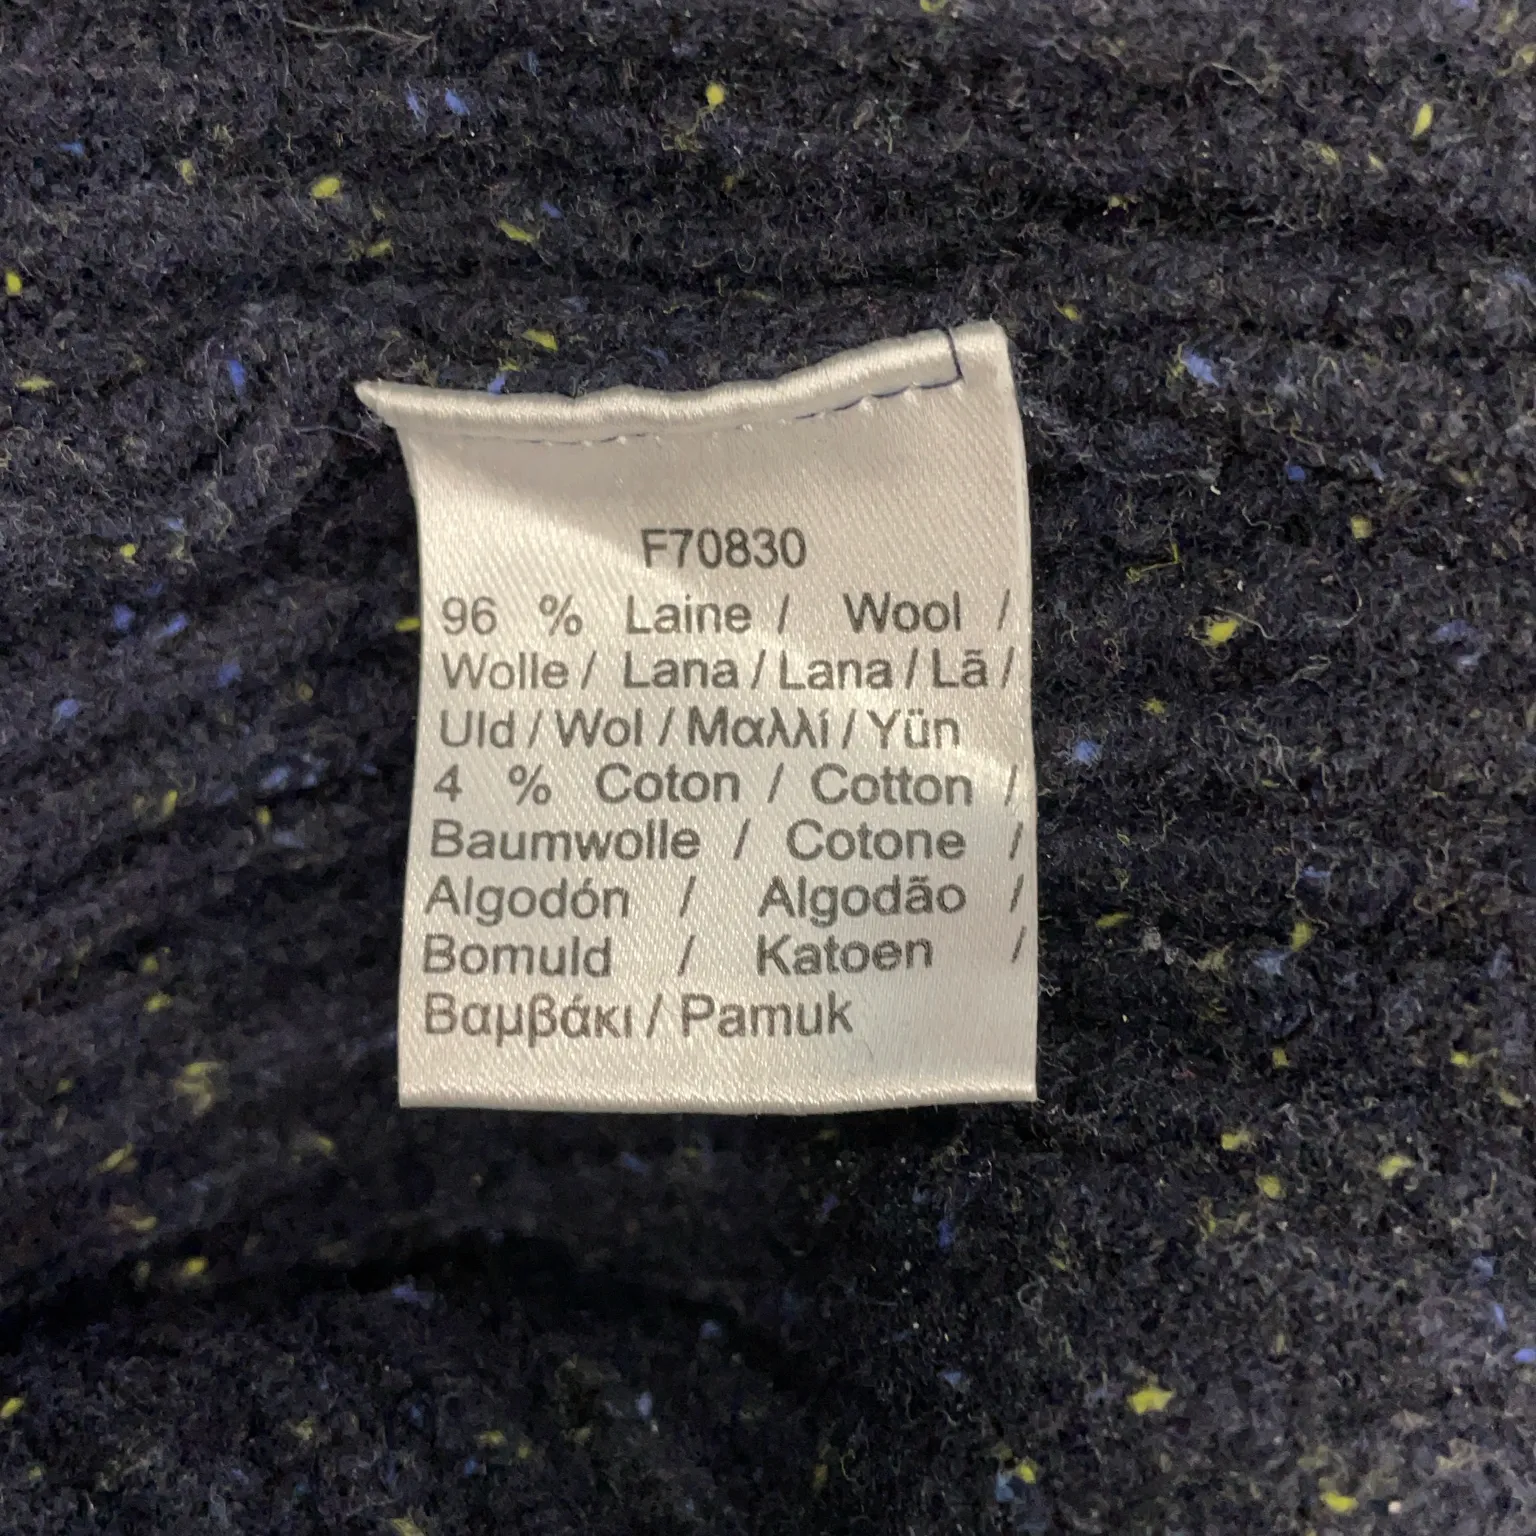 F70830
96 % Laine / Wool /
Wolle / Lana / Lana / Lã /
Uld / Wol / Μαλλί / Yün
4 % Coton / Cotton /
Baumwolle / Cotone /
Algodón / Algodão /
Bomuld / Katoen /
Βαμβάκι / Pamuk